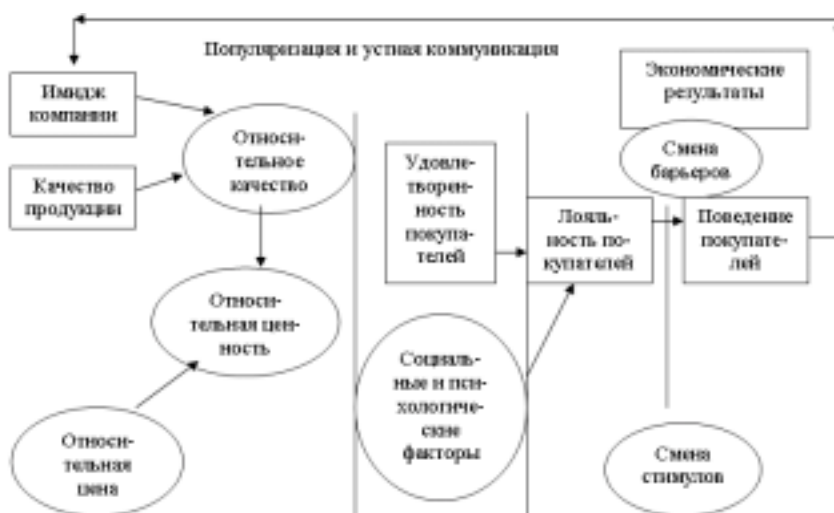 Популяризация и устная коммуникация
Имидж
компании
Качество
продукции
Относи-
тельное
качество
Относи-
тельная цен-
ность
Относи-
тельная
цена
Удовле-
творен-
ность
покупа-
телей
Социаль-
ные и пси-
хологиче-
ские
факторы
Лояль-
ность по-
купателей
Экономические
результаты
Смена
барьеров
Поведение
покупате-
лей
Смена
стимулов